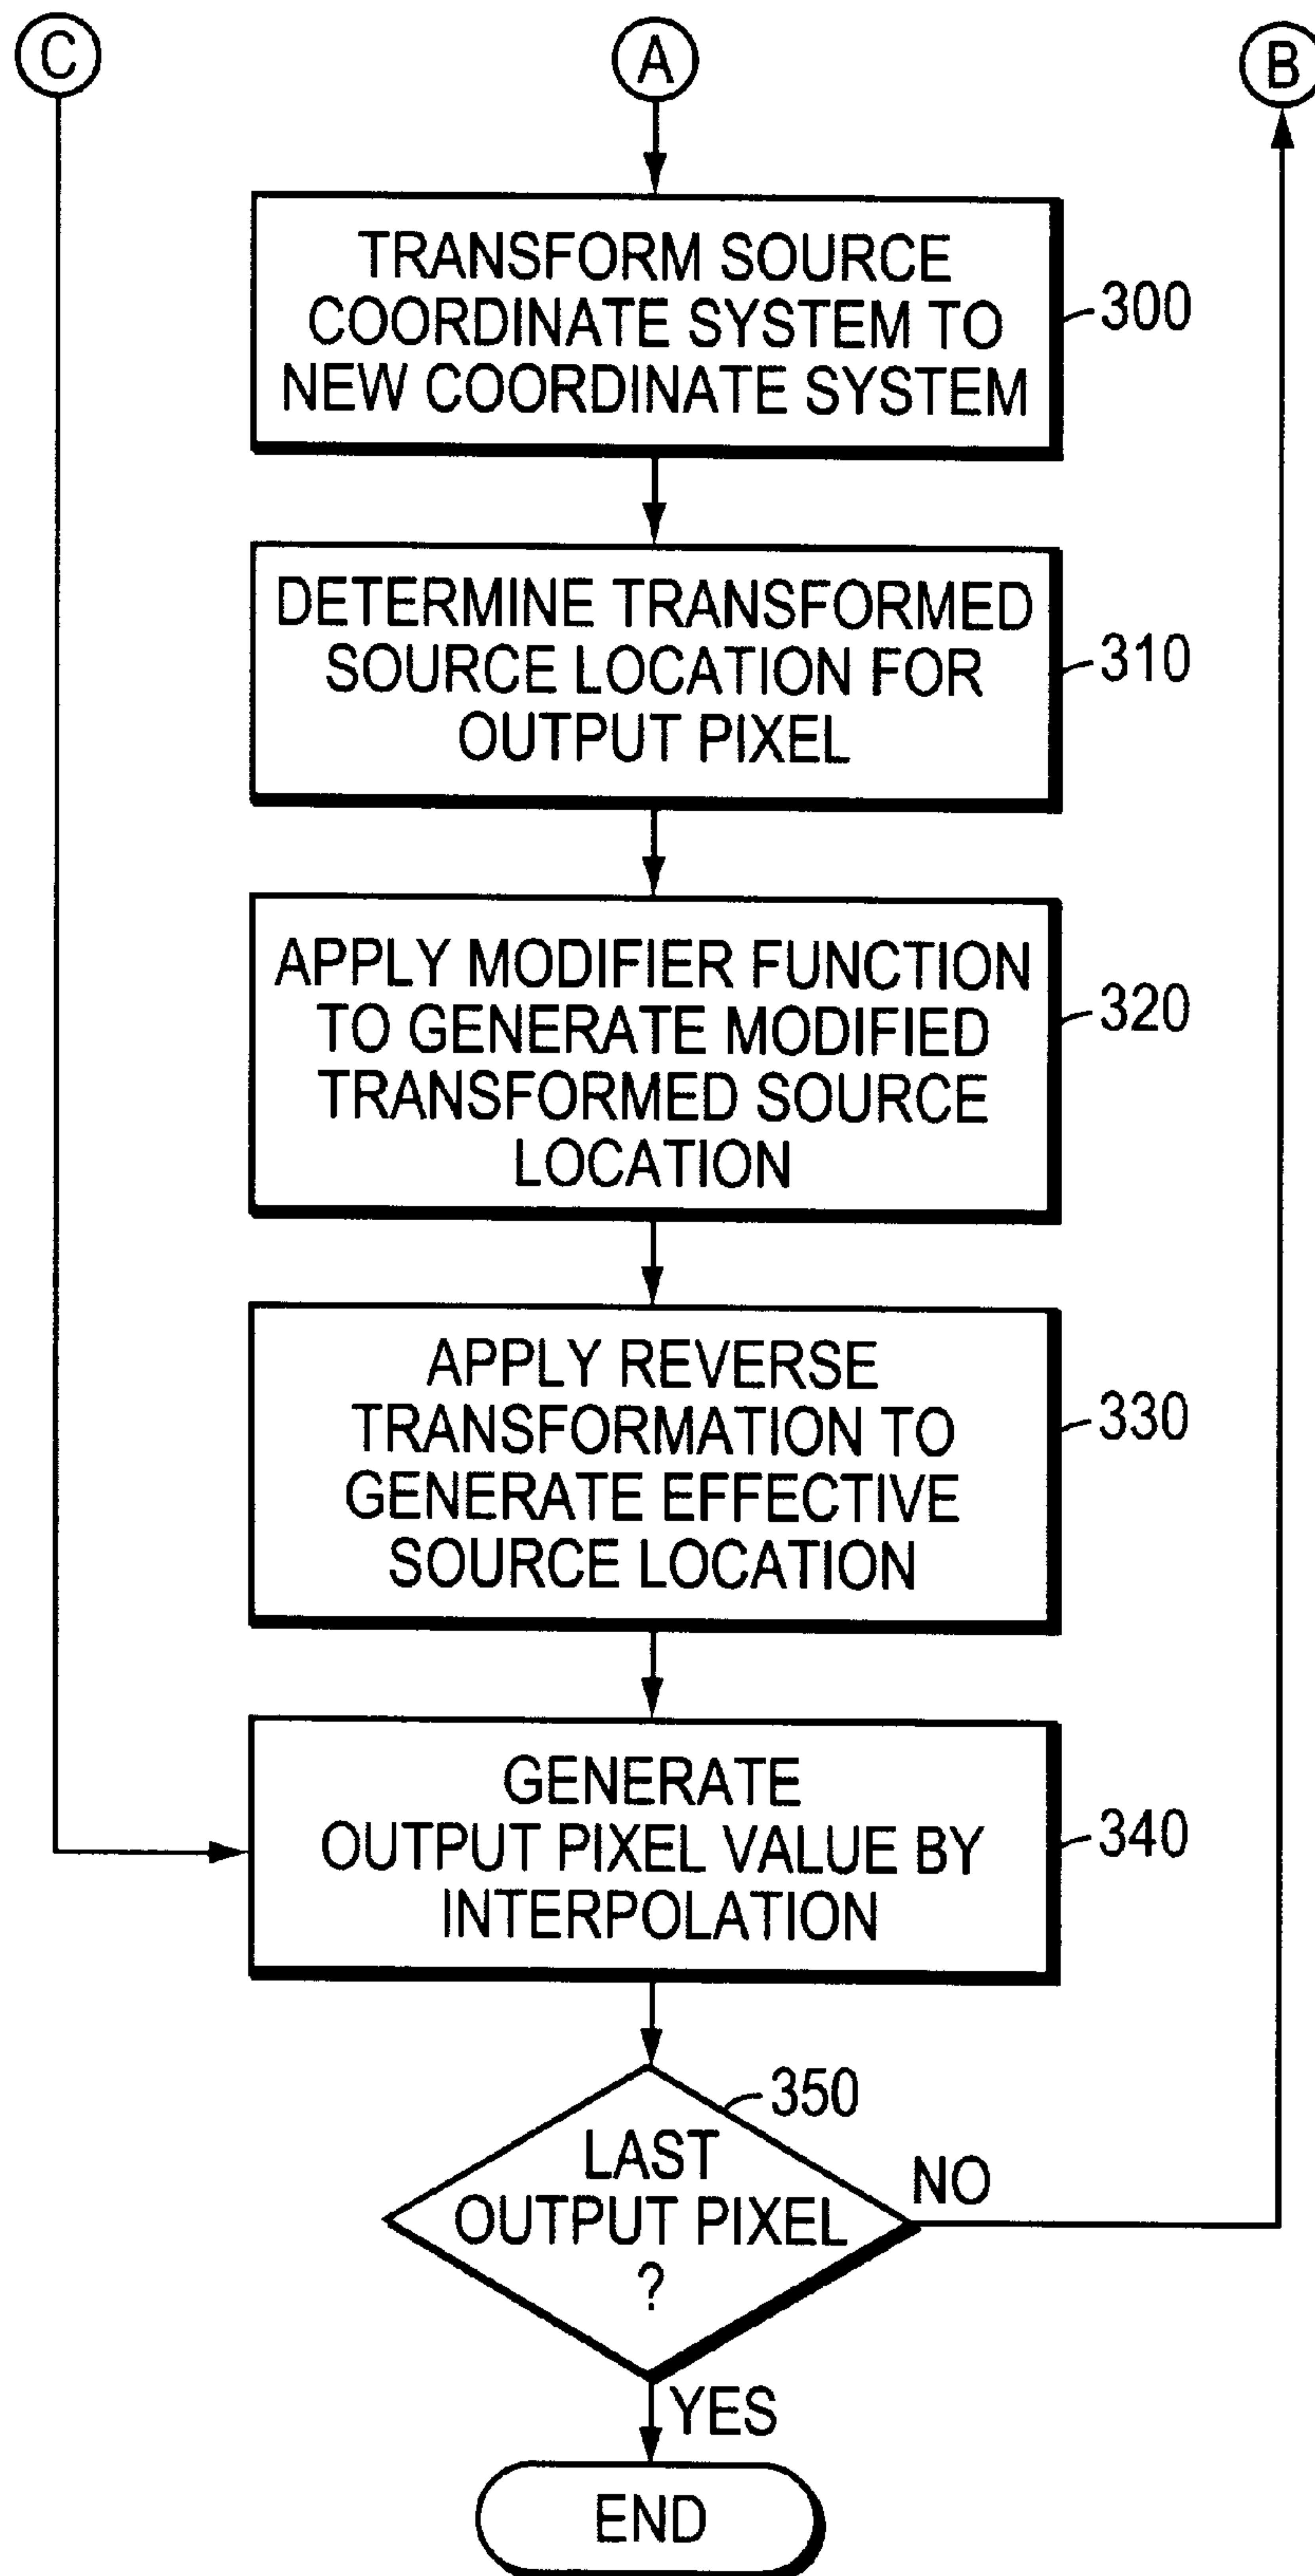 C
A
B
TRANSFORM SOURCE
COORDINATE SYSTEM TO
NEW COORDINATE SYSTEM
300
DETERMINE TRANSFORMED
SOURCE LOCATION FOR
OUTPUT PIXEL
310
APPLY MODIFIER FUNCTION
TO GENERATE MODIFIED
TRANSFORMED SOURCE
LOCATION
320
APPLY REVERSE
TRANSFORMATION TO
GENERATE EFFECTIVE
SOURCE LOCATION
330
GENERATE
OUTPUT PIXEL VALUE BY
INTERPOLATION
340
350
LAST
OUTPUT PIXEL
?
NO
YES
END